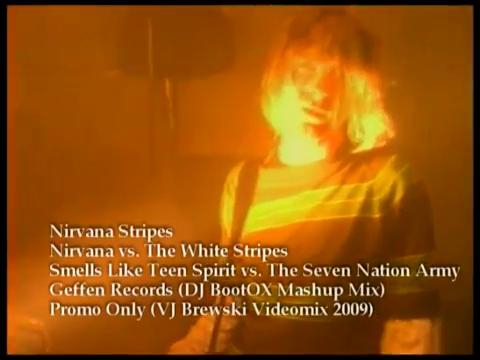 Nirvana Stripes
Nirvana vs. The White Stripes
Smells Like Teen Spirit vs. The Seven Nation Army
Geffen Records (DJ BootOX Mashup Mix)
Promo Only (VJ Brewski Videomix 2009)